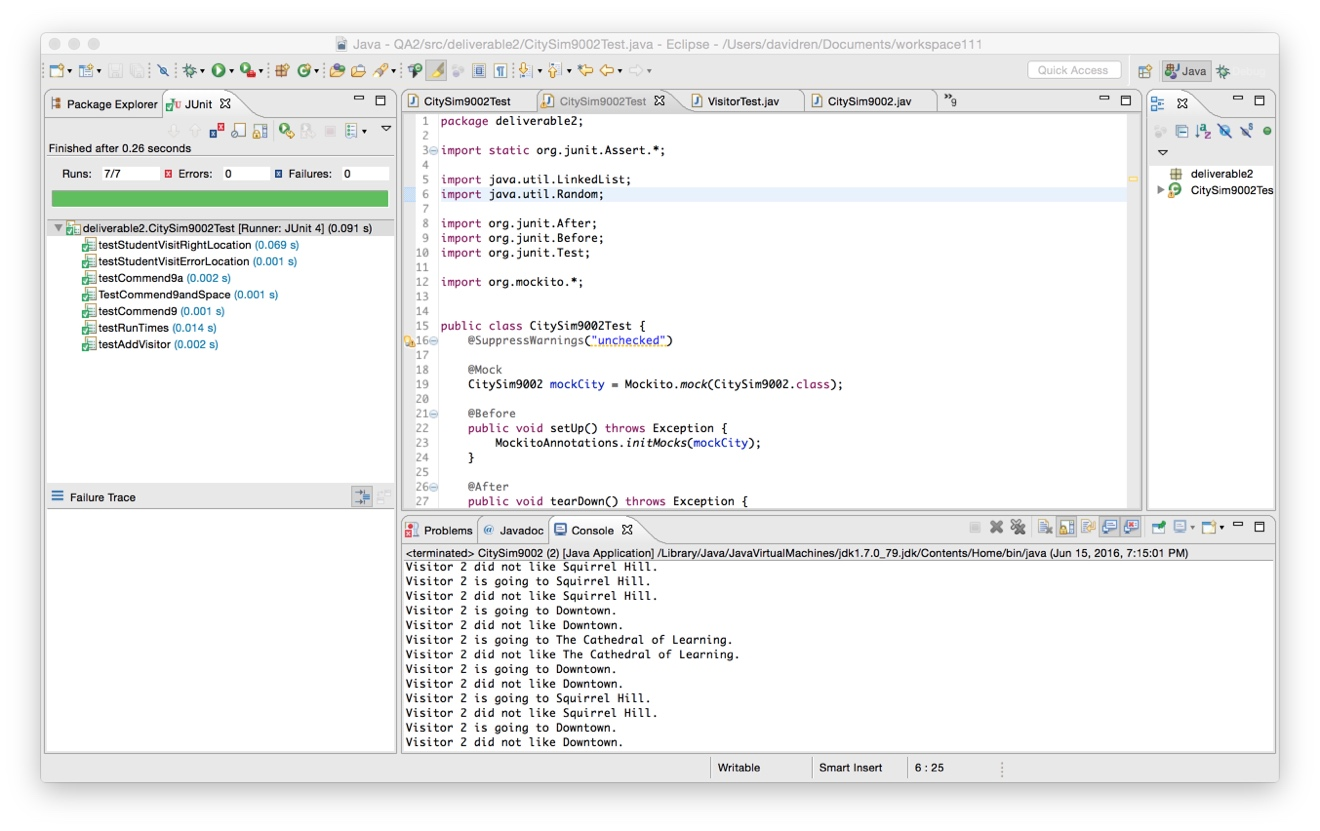 Java - QA2/src/deliverable2/CitySim9002Test.java - Eclipse - /Users/davidren/Documents/workspace111
Quick Access
Java
Package Explorer
JUnit
Finished after 0.26 seconds
Runs: 7/7
Errors: 0
Failures: 0
deliverable2.CitySim9002Test [Runner: JUnit 4] (0.091 s)
testStudentVisitRightLocation (0.069 s)
testStudentVisitErrorLocation (0.001 s)
testCommend9a (0.002 s)
TestCommend9andSpace (0.001 s)
testCommend9 (0.001 s)
testRunTimes (0.014 s)
testAddVisitor (0.002 s)
Failure Trace
CitySim9002Test
CitySim9002Test
VisitorTest.jav
CitySim9002.jav
»9
1 package deliverable2;
2
3 import static org.junit.Assert.*;
4
5 import java.util.LinkedList;
6 import java.util.Random;
7
8 import org.junit.After;
9 import org.junit.Before;
10 import org.junit.Test;
11
12 import org.mockito.*;
13
14
15 public class CitySim9002Test {
16 @SuppressWarnings("unchecked")
17
18 @Mock
19 CitySim9002 mockCity = Mockito.mock(CitySim9002.class);
20
21 @Before
22 public void setUp() throws Exception {
23 MockitoAnnotations.initMocks(mockCity);
24 }
25
26 @After
27 public void tearDown() throws Exception {
deliverable2
CitySim9002Tes
Problems
@ Javadoc
Console
<terminated> CitySim9002 (2) [Java Application] /Library/Java/JavaVirtualMachines/jdk1.7.0_79.jdk/Contents/Home/bin/java (Jun 15, 2016, 7:15:01 PM)
Visitor 2 did not like Squirrel Hill.
Visitor 2 is going to Squirrel Hill.
Visitor 2 did not like Squirrel Hill.
Visitor 2 is going to Downtown.
Visitor 2 did not like Downtown.
Visitor 2 is going to The Cathedral of Learning.
Visitor 2 did not like The Cathedral of Learning.
Visitor 2 is going to Downtown.
Visitor 2 did not like Downtown.
Visitor 2 is going to Squirrel Hill.
Visitor 2 did not like Squirrel Hill.
Visitor 2 is going to Downtown.
Visitor 2 did not like Downtown.
Writable
Smart Insert
6 : 25